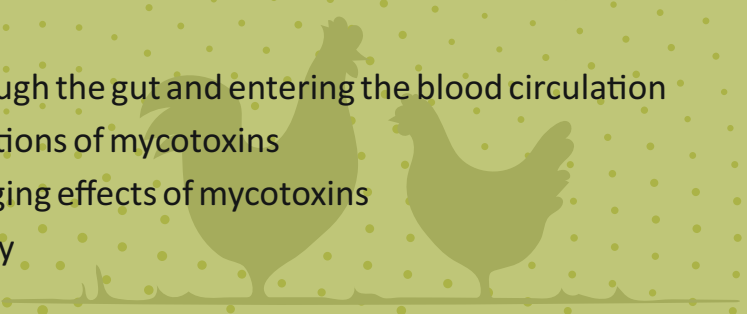 ugh the gut and entering the blood circulation
tions of mycotoxins
ging effects of mycotoxins
y